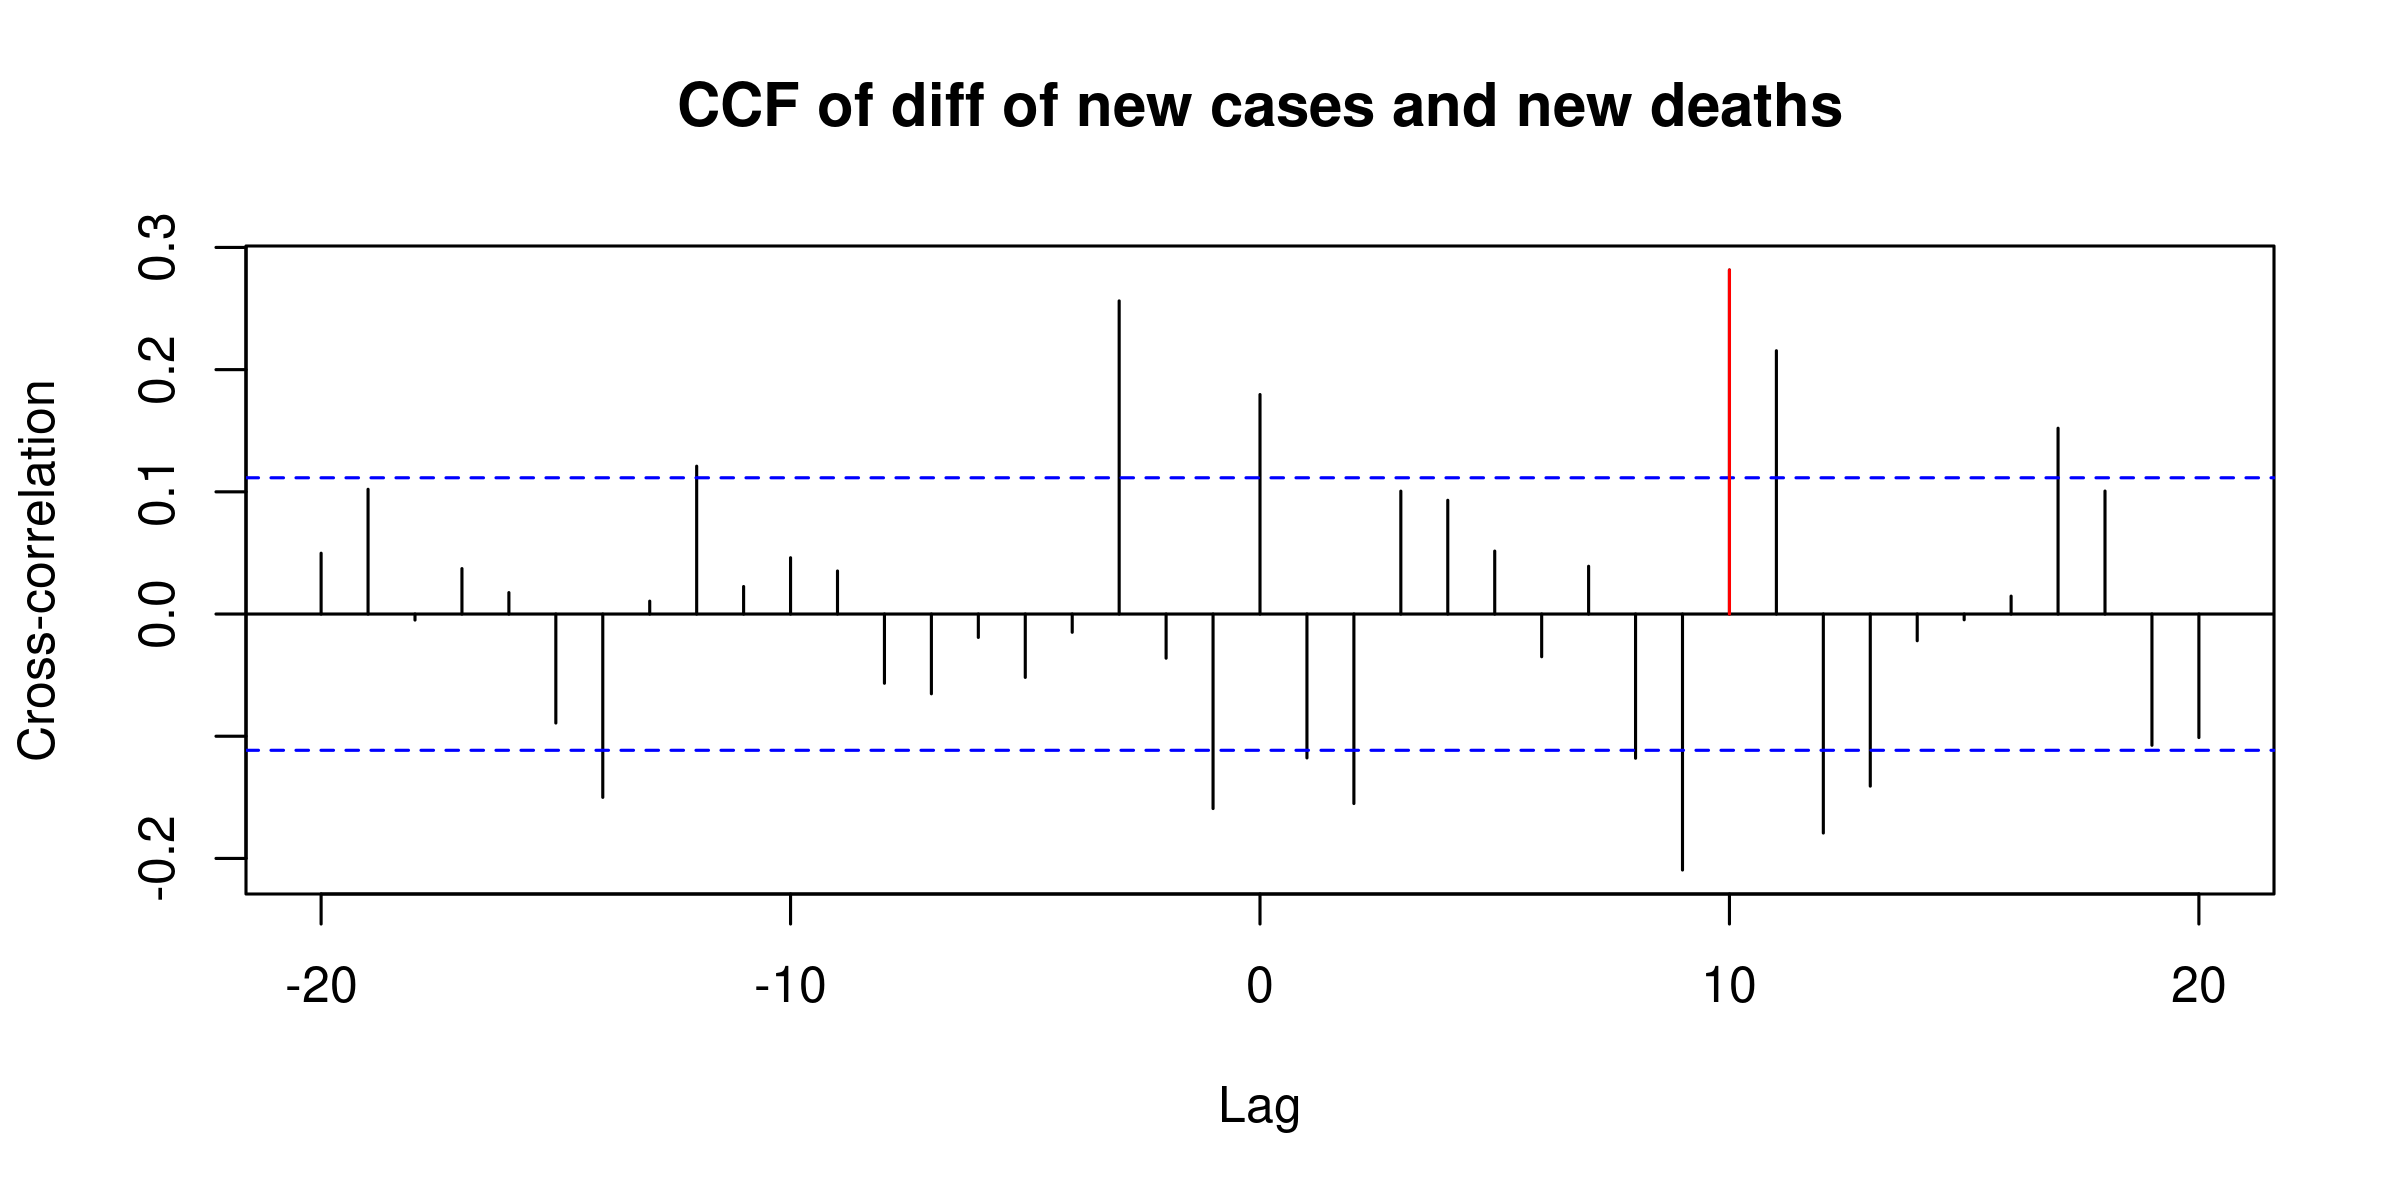 CCF of diff of new cases and new deaths
Cross-correlation
0.3
0.2
0.1
0.0
-0.2
-20 -10 0 10 20
Lag